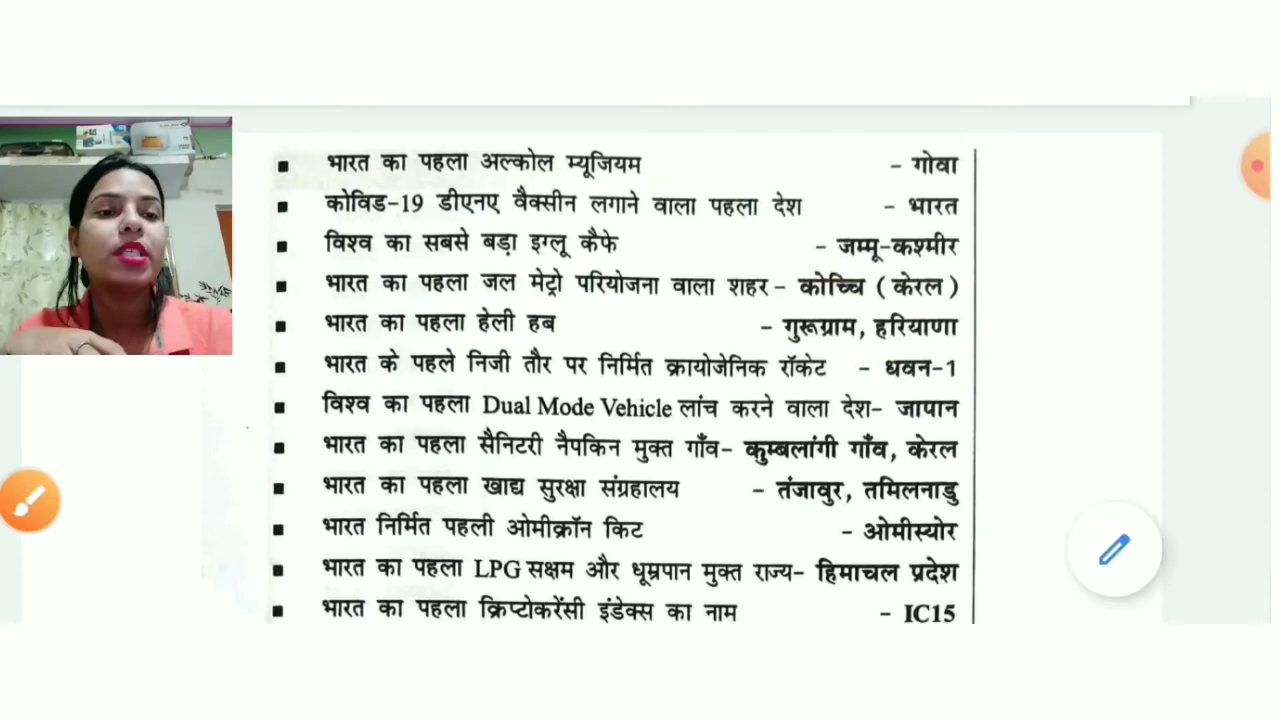 ▪ भारत का पहला अल्कोल म्यूजियम - गोवा
▪ कोविड-19 डीएनए वैक्सीन लगाने वाला पहला देश - भारत
▪ विश्व का सबसे बड़ा इग्लू कैफे - जम्मू-कश्मीर
▪ भारत का पहला जल मेट्रो परियोजना वाला शहर - कोच्चि ( केरल )
▪ भारत का पहला हेली हब - गुरूग्राम, हरियाणा
▪ भारत के पहले निजी तौर पर निर्मित क्रायोजेनिक रॉकेट - धवन-1
▪ विश्व का पहला Dual Mode Vehicle लांच करने वाला देश- जापान
▪ भारत का पहला सैनिटरी नैपकिन मुक्त गाँव- कुम्बलांगी गाँव, केरल
▪ भारत का पहला खाद्य सुरक्षा संग्रहालय - तंजावुर, तमिलनाडु
▪ भारत निर्मित पहली ओमीक्रॉन किट - ओमीस्योर
▪ भारत का पहला LPG सक्षम और धूम्रपान मुक्त राज्य- हिमाचल प्रदेश
▪ भारत का पहला क्रिप्टोकरेंसी इंडेक्स का नाम - IC15